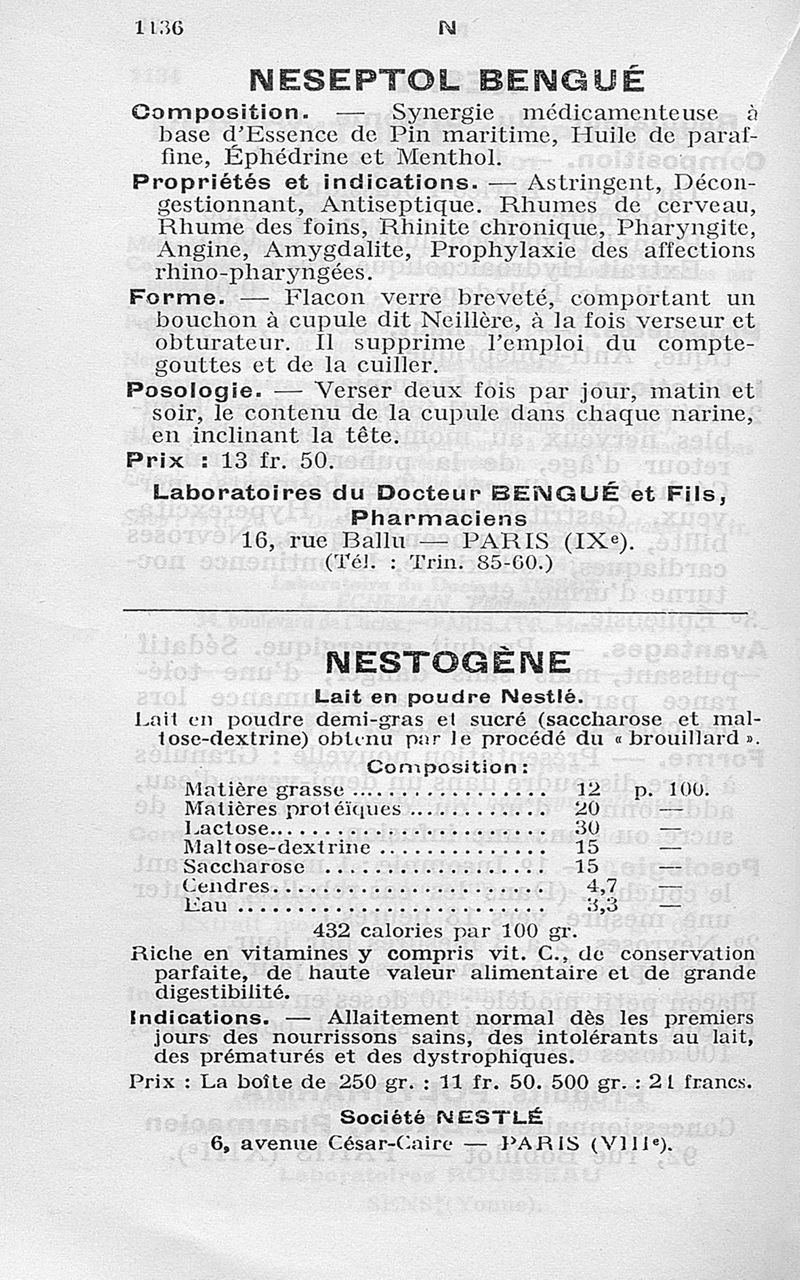 1136
N
NESEPTOL BENGUÉ
Composition. — Synergie médicamenteuse à
base d'Essence de Pin maritime, Huile de paraf-
fine, Éphédrine et Menthol.
Propriétés et indications. — Astringent, Décon-
gestionnant, Antiseptique. Rhumes de cerveau,
Rhume des foins, Rhinite chronique, Pharyngite,
Angine, Amygdalite, Prophylaxie des affections
rhino-pharyngées.
Forme. — Flacon verre breveté, comportant un
bouchon à cupule dit Neillère, à la fois verseur et
obturateur. Il supprime l'emploi du compte-
gouttes et de la cuiller.
Posologie. — Verser deux fois par jour, matin et
soir, le contenu de la cupule dans chaque narine,
en inclinant la tête.
Prix : 13 fr. 50.
Laboratoires du Docteur BENGUÉ et Fils,
Pharmaciens
16, rue Ballu — PARIS (IXe).
(Tél. : Trin. 85-60.)
NESTOGÈNE
Lait en poudre Nestlé.
Lait en poudre demi-gras et sucré (saccharose et mal-
tose-dextrine) obtenu par le procédé du « brouillard ».
Composition :
Matière grasse .................. 12 p. 100.
Matières protéïques ............. 20 —
Lactose.......................... 30 —
Maltose-dextrine ................ 15 —
Saccharose ...................... 15 —
Cendres.......................... 4,7 —
Eau ............................. 3,3 —
432 calories par 100 gr.
Riche en vitamines y compris vit. C., de conservation
parfaite, de haute valeur alimentaire et de grande
digestibilité.
Indications. — Allaitement normal dès les premiers
jours des nourrissons sains, des intolérants au lait,
des prématurés et des dystrophiques.
Prix : La boîte de 250 gr. : 11 fr. 50. 500 gr. : 21 francs.
Société NESTLÉ
6, avenue César-Caire — PARIS (VIIIe).